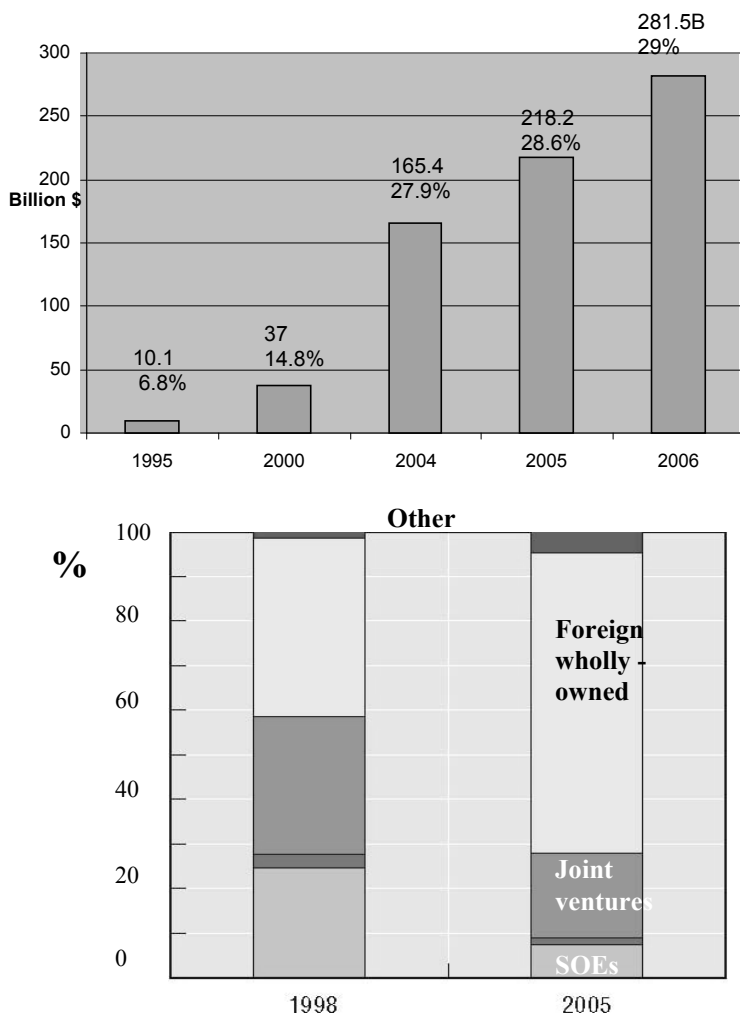 281.5B
29%
300
250
218.2
28.6%
200
165.4
27.9%
Billion $
150
100
37
14.8%
50
10.1
6.8%
0
1995 2000 2004 2005 2006
Other
100
%
80
Foreign
wholly -
owned
60
40
20
Joint
ventures
0
SOEs
1998 2005